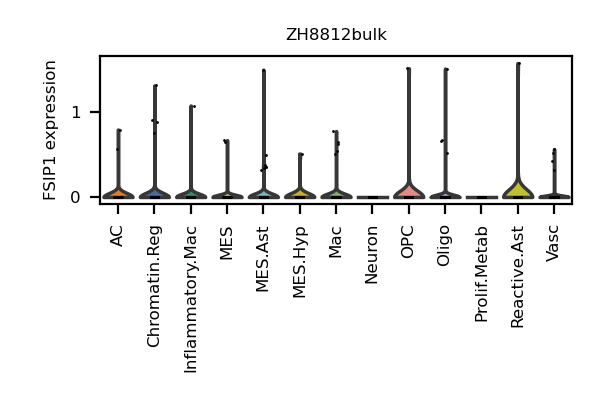 ZH8812bulk
FSIP1 expression
1
0
AC
Chromatin.Reg
Inflammatory.Mac
MES
MES.Ast
MES.Hyp
Mac
Neuron
OPC
Oligo
Prolif.Metab
Reactive.Ast
Vasc